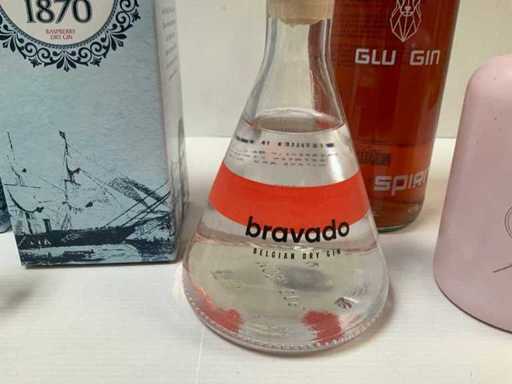 1870
RASPBERRY
DRY GIN
GLU GIN
SPIRI
bravado
BELGIAN DRY GIN